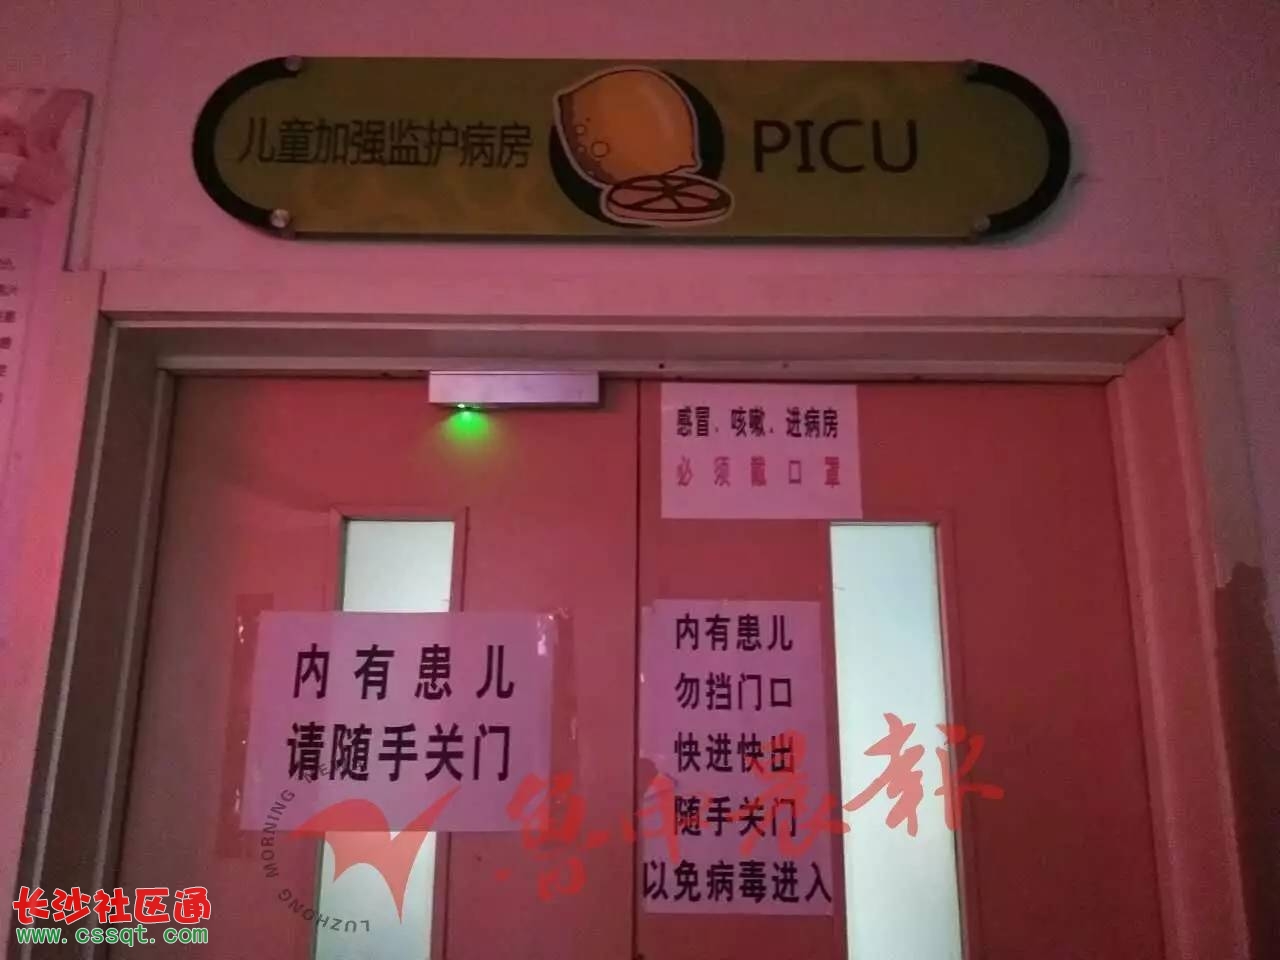 儿童加强监护病房 PICU
感冒、咳嗽、进病房
必须戴口罩
内有患儿
请随手关门
内有患儿
勿挡门口
快进快出
随手关门
以免病毒进入
鲁中晨报
LUZHONG MORNING NEWS
长沙社区通
www.cssqt.com